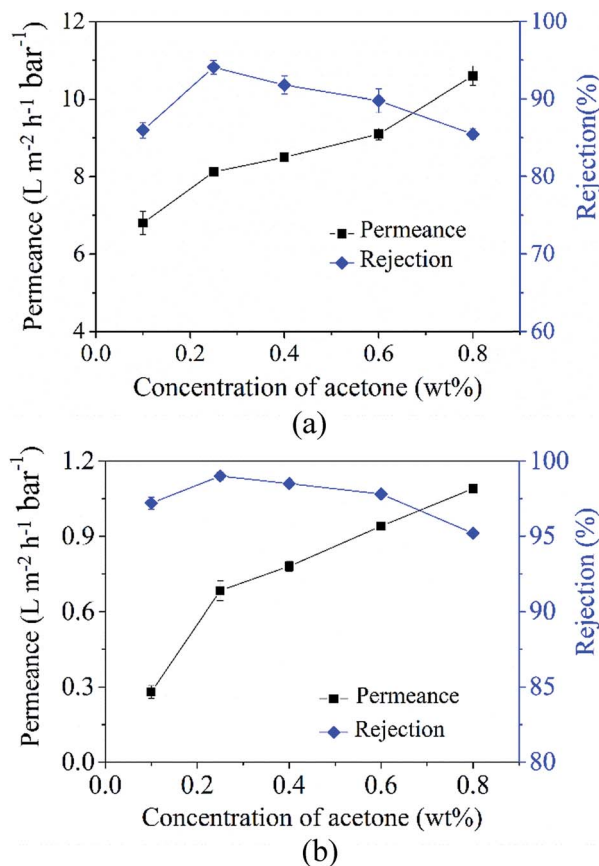 12
10
8
6
4
Permeance (L m⁻² h⁻¹ bar⁻¹)
100
90
80
70
60
Rejection(%)
Permeance
Rejection
0.0 0.2 0.4 0.6 0.8
Concentration of acetone (wt%)
(a)
1.2
0.9
0.6
0.3
0.0
Permeance (L m⁻² h⁻¹ bar⁻¹)
100
95
90
85
80
Rejection (%)
Permeance
Rejection
0.0 0.2 0.4 0.6 0.8
Concentration of acetone (wt%)
(b)